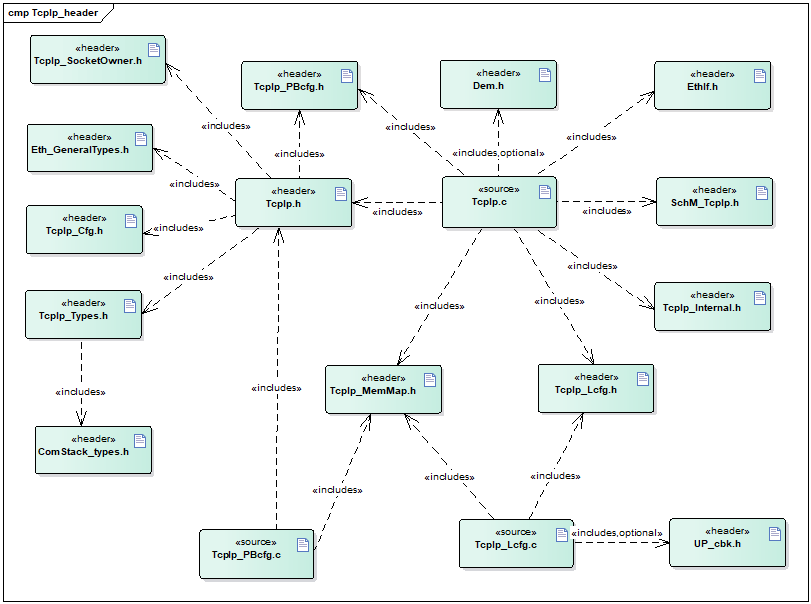 cmp TcpIp_header
«header»
TcpIp_SocketOwner.h
«header»
TcpIp_PBcfg.h
«header»
Dem.h
«header»
EthIf.h
«includes»
«includes»
«includes»
«header»
Eth_GeneralTypes.h
«includes»
«includes,optional»
«includes»
«header»
TcpIp.h
«source»
TcpIp.c
«header»
SchM_TcpIp.h
«includes»
«includes»
«includes»
«header»
TcpIp_Cfg.h
«includes»
«includes»
«includes»
«header»
TcpIp_Types.h
«includes»
«includes»
«header»
TcpIp_Internal.h
«includes»
«includes»
«header»
TcpIp_MemMap.h
«header»
TcpIp_Lcfg.h
«header»
ComStack_types.h
«includes»
«includes»
«includes»
«source»
TcpIp_PBcfg.c
«source»
TcpIp_Lcfg.c
«includes,optional»
«header»
UP_cbk.h